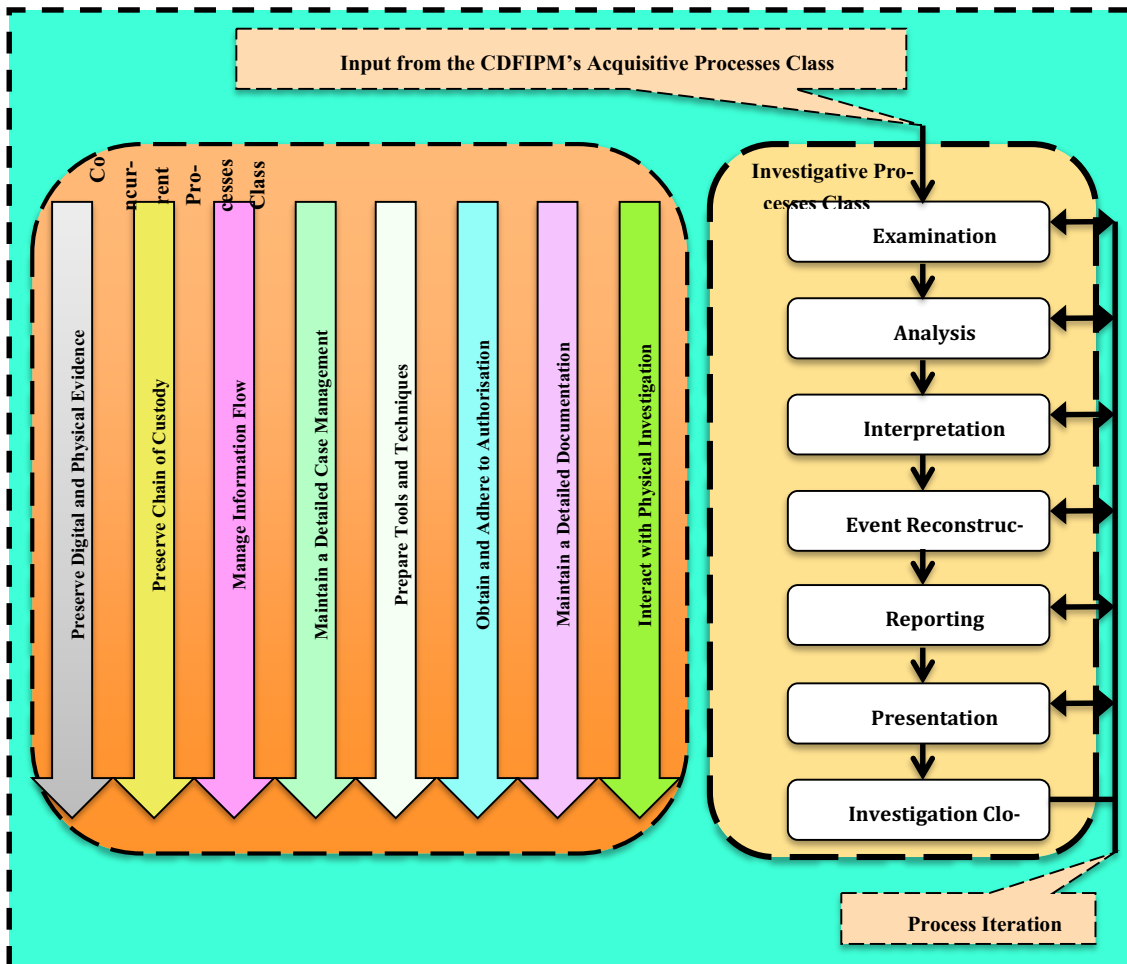 Input from the CDFIPM's Acquisitive Processes Class
Co
ncur-
rent
Pro-
cesses
Class
Preserve Digital and Physical Evidence
Preserve Chain of Custody
Manage Information Flow
Maintain a Detailed Case Management
Prepare Tools and Techniques
Obtain and Adhere to Authorisation
Maintain a Detailed Documentation
Interact with Physical Investigation
Investigative Pro-
cesses Class
Examination
Analysis
Interpretation
Event Reconstruc-
Reporting
Presentation
Investigation Clo-
Process Iteration